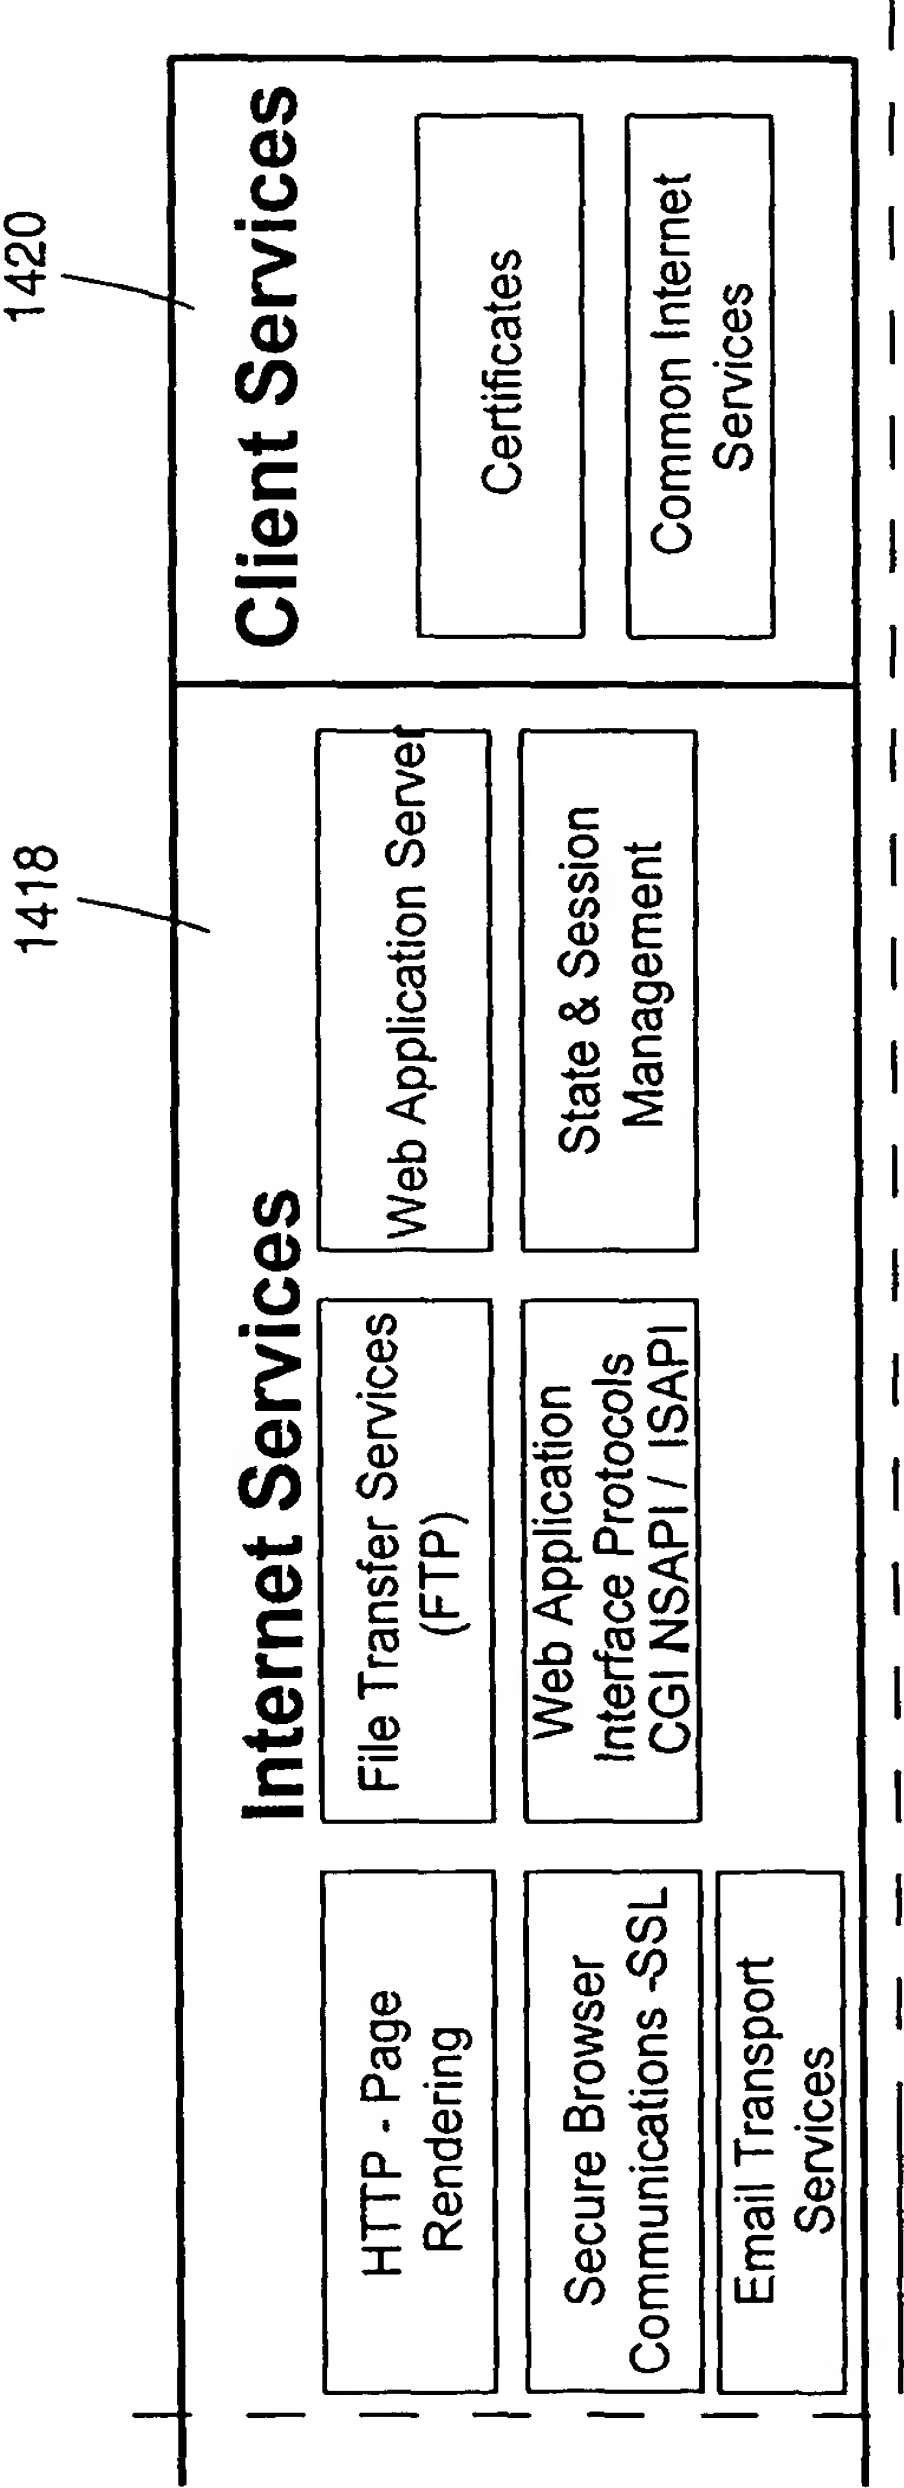 1418
1420
Internet Services
Client Services
HTTP - Page
Rendering
File Transfer Services
(FTP)
Web Application Server
Certificates
Secure Browser
Communications -SSL
Web Application
Interface Protocols
CGI NSAPI / ISAPI
State & Session
Management
Common Internet
Services
Email Transport
Services